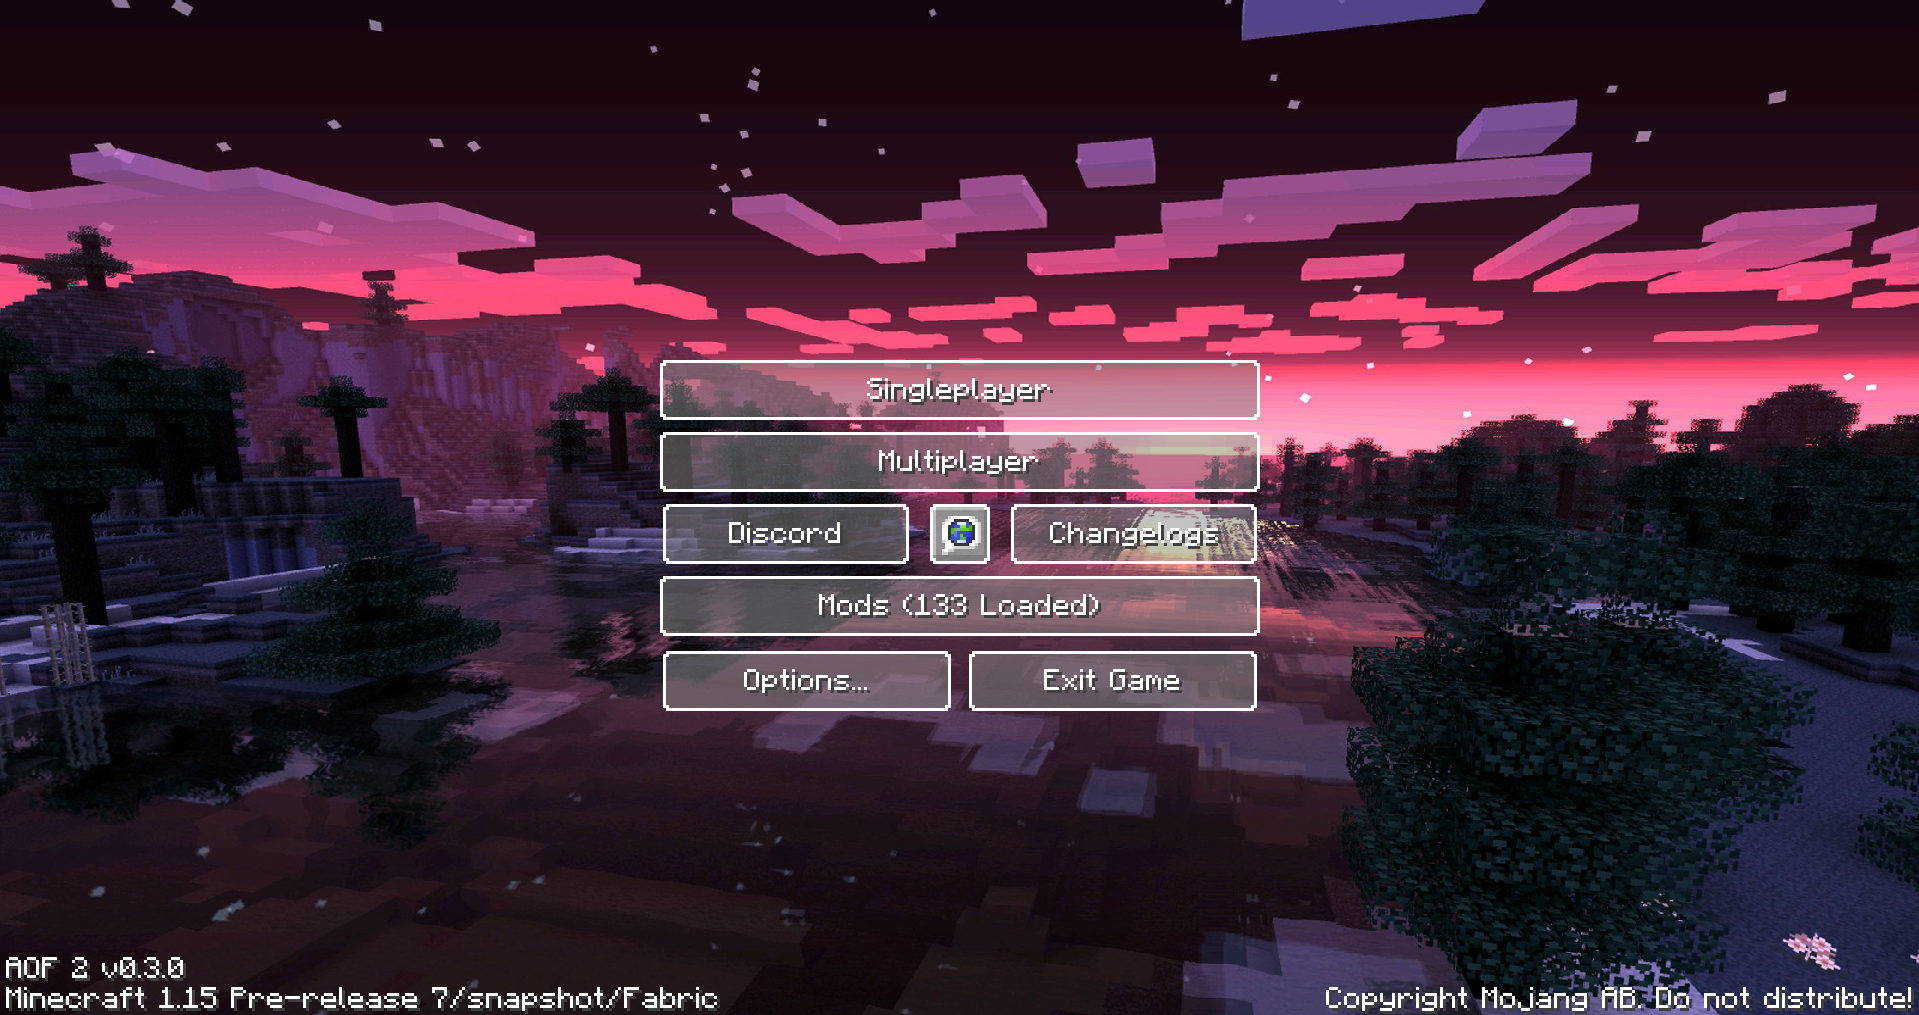 Singleplayer
Multiplayer
Discord
Changelogs
Mods (133 Loaded)
Options...
Exit Game
AOF 2 v0.3.0
Minecraft 1.15 Pre-release 7/snapshot/Fabric
Copyright Mojang AB. Do not distribute!